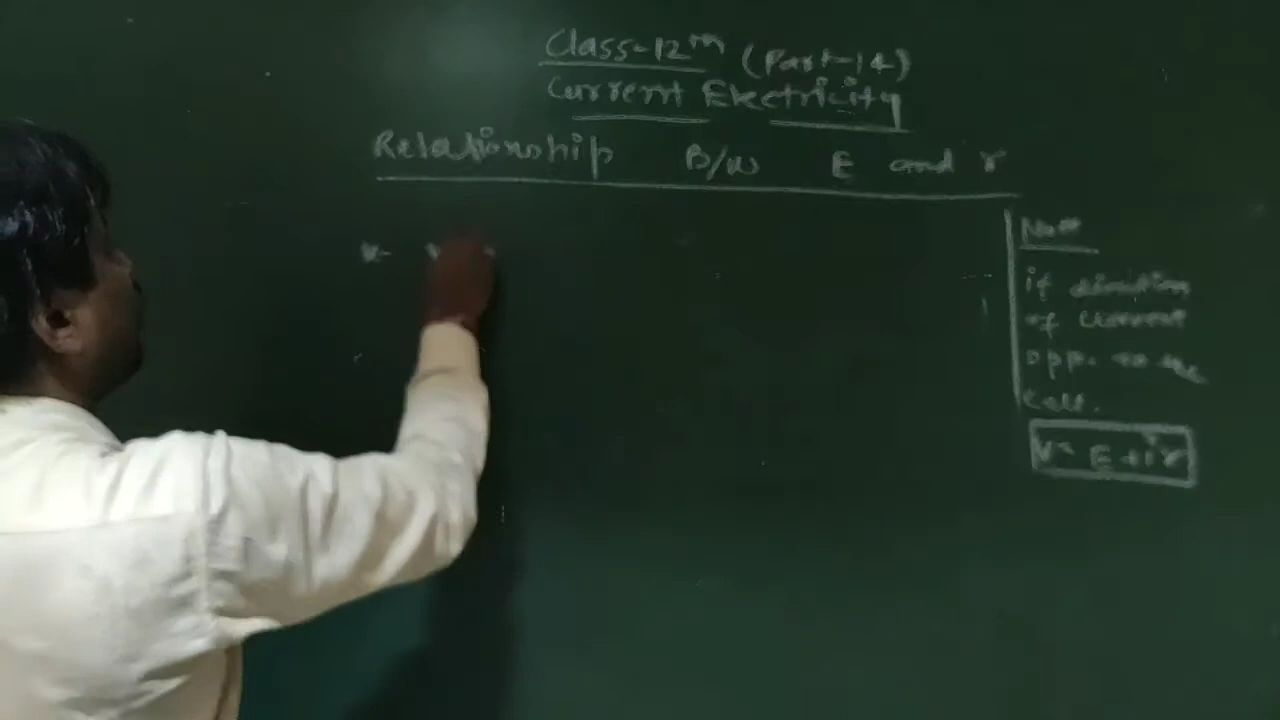 Class-12th (Part-14)
Current Electricity
Relationship B/w E and r
Note
if direction
of current
opp. to the
cell.
V= E+ir